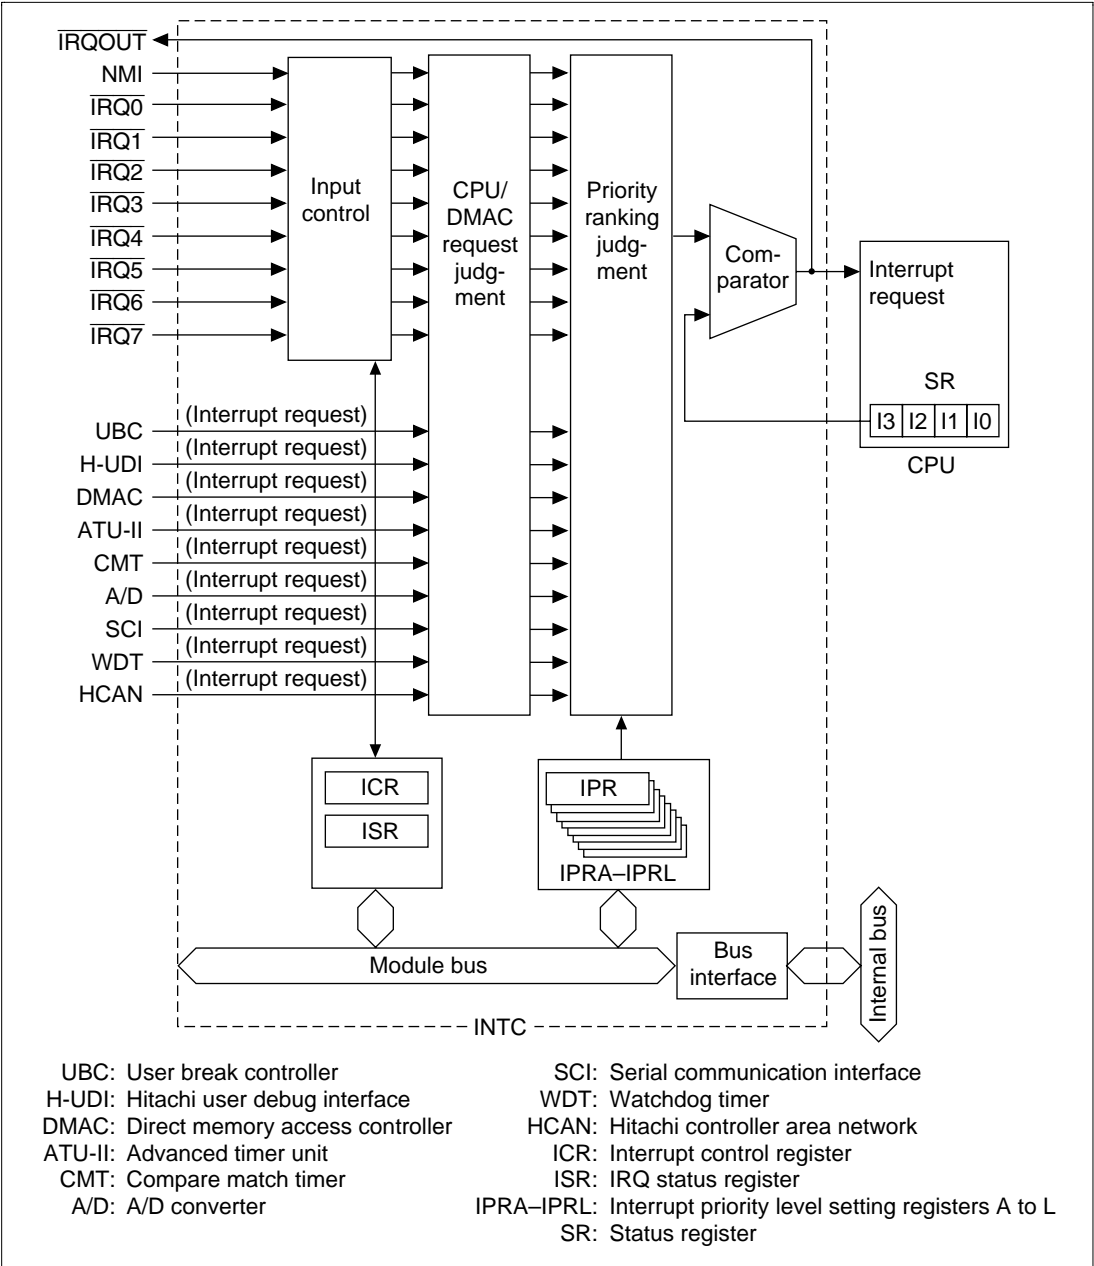 IRQOUT
NMI
IRQ0
IRQ1
IRQ2
IRQ3
IRQ4
IRQ5
IRQ6
IRQ7
Input
control
CPU/
DMAC
request
judg-
ment
Priority
ranking
judg-
ment
Com-
parator
Interrupt
request
SR
I3 I2 I1 I0
CPU
UBC (Interrupt request)
H-UDI (Interrupt request)
DMAC (Interrupt request)
ATU-II (Interrupt request)
CMT (Interrupt request)
A/D (Interrupt request)
SCI (Interrupt request)
WDT (Interrupt request)
HCAN (Interrupt request)
ICR
ISR
IPR
IPRA–IPRL
Module bus
Bus
interface
Internal bus
INTC
UBC: User break controller
H-UDI: Hitachi user debug interface
DMAC: Direct memory access controller
ATU-II: Advanced timer unit
CMT: Compare match timer
A/D: A/D converter
SCI: Serial communication interface
WDT: Watchdog timer
HCAN: Hitachi controller area network
ICR: Interrupt control register
ISR: IRQ status register
IPRA–IPRL: Interrupt priority level setting registers A to L
SR: Status register